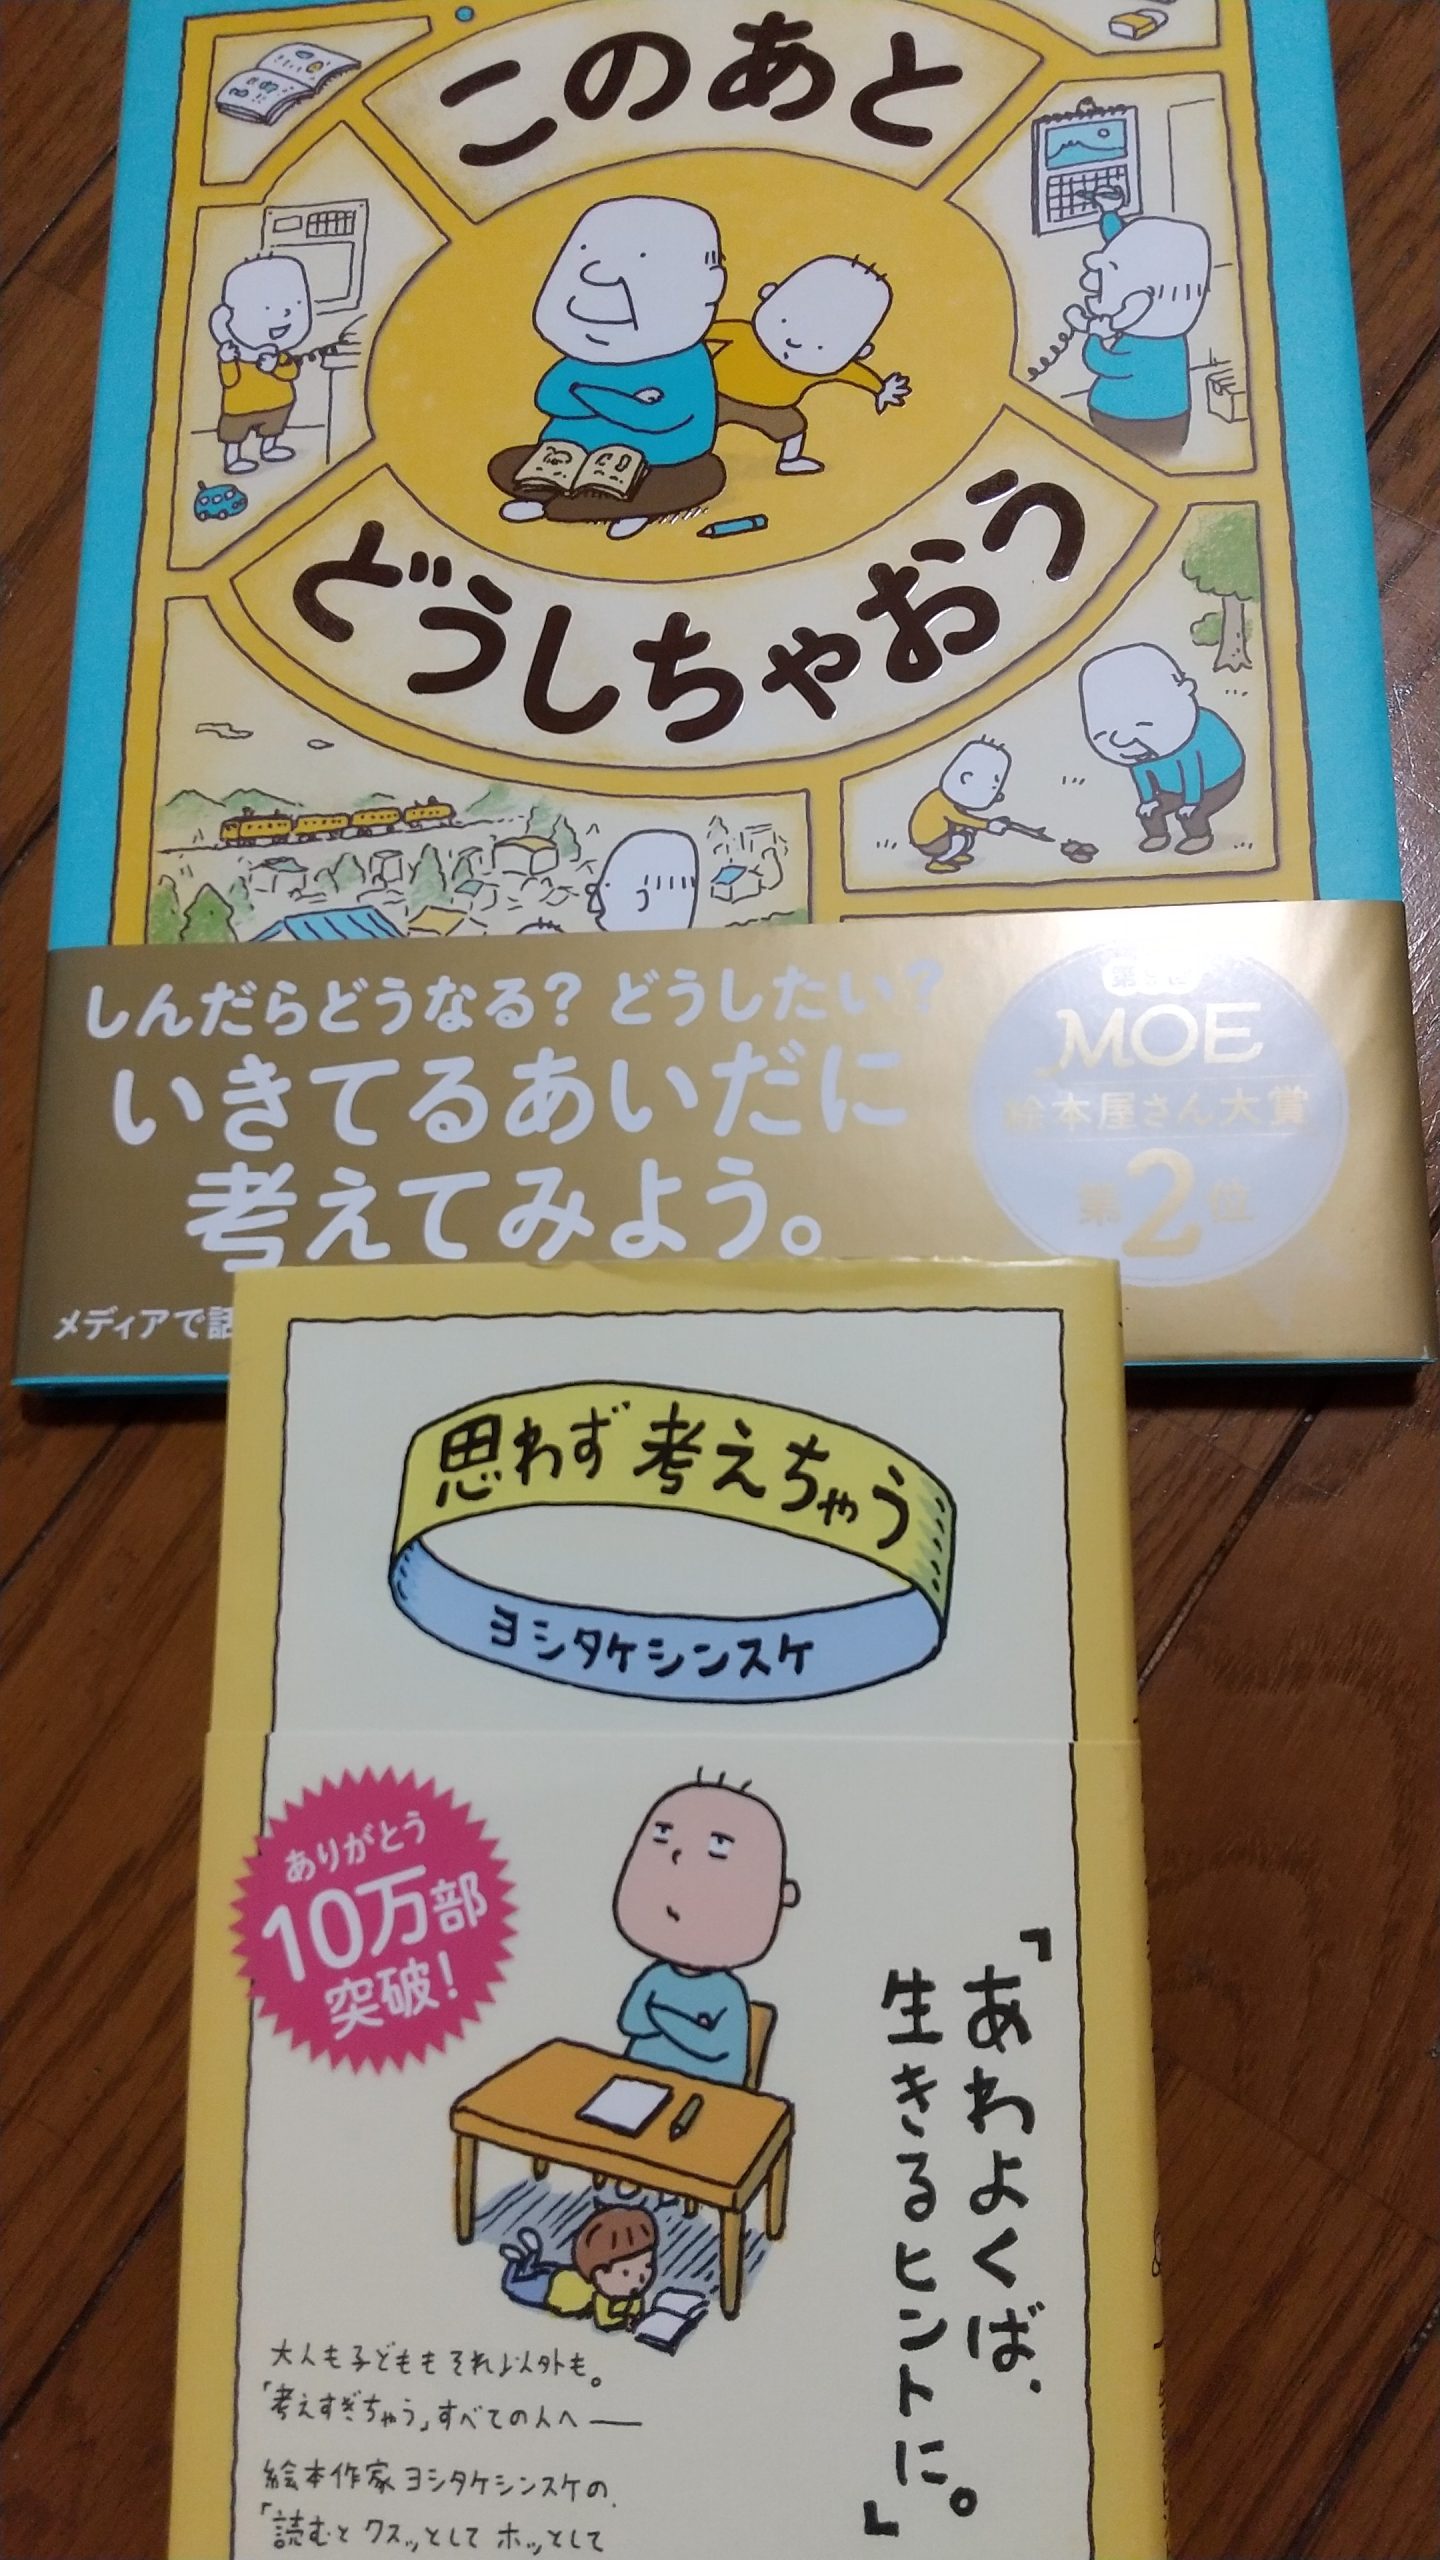 このあと
どうしちゃおう
しんだらどうなる？ どうしたい？
いきてるあいだに
考えてみよう。
MOE
絵本屋さん大賞
第2位
メディアで話
思わず考えちゃう
ヨシタケシンスケ
ありがとう
10万部
突破！
「あわよくば、
生きるヒントに。」
大人も子どももそれ以外も。
「考えすぎちゃう」すべての人へ――
絵本作家ヨシタケシンスケの、
「読むと クスッとして ホッとして